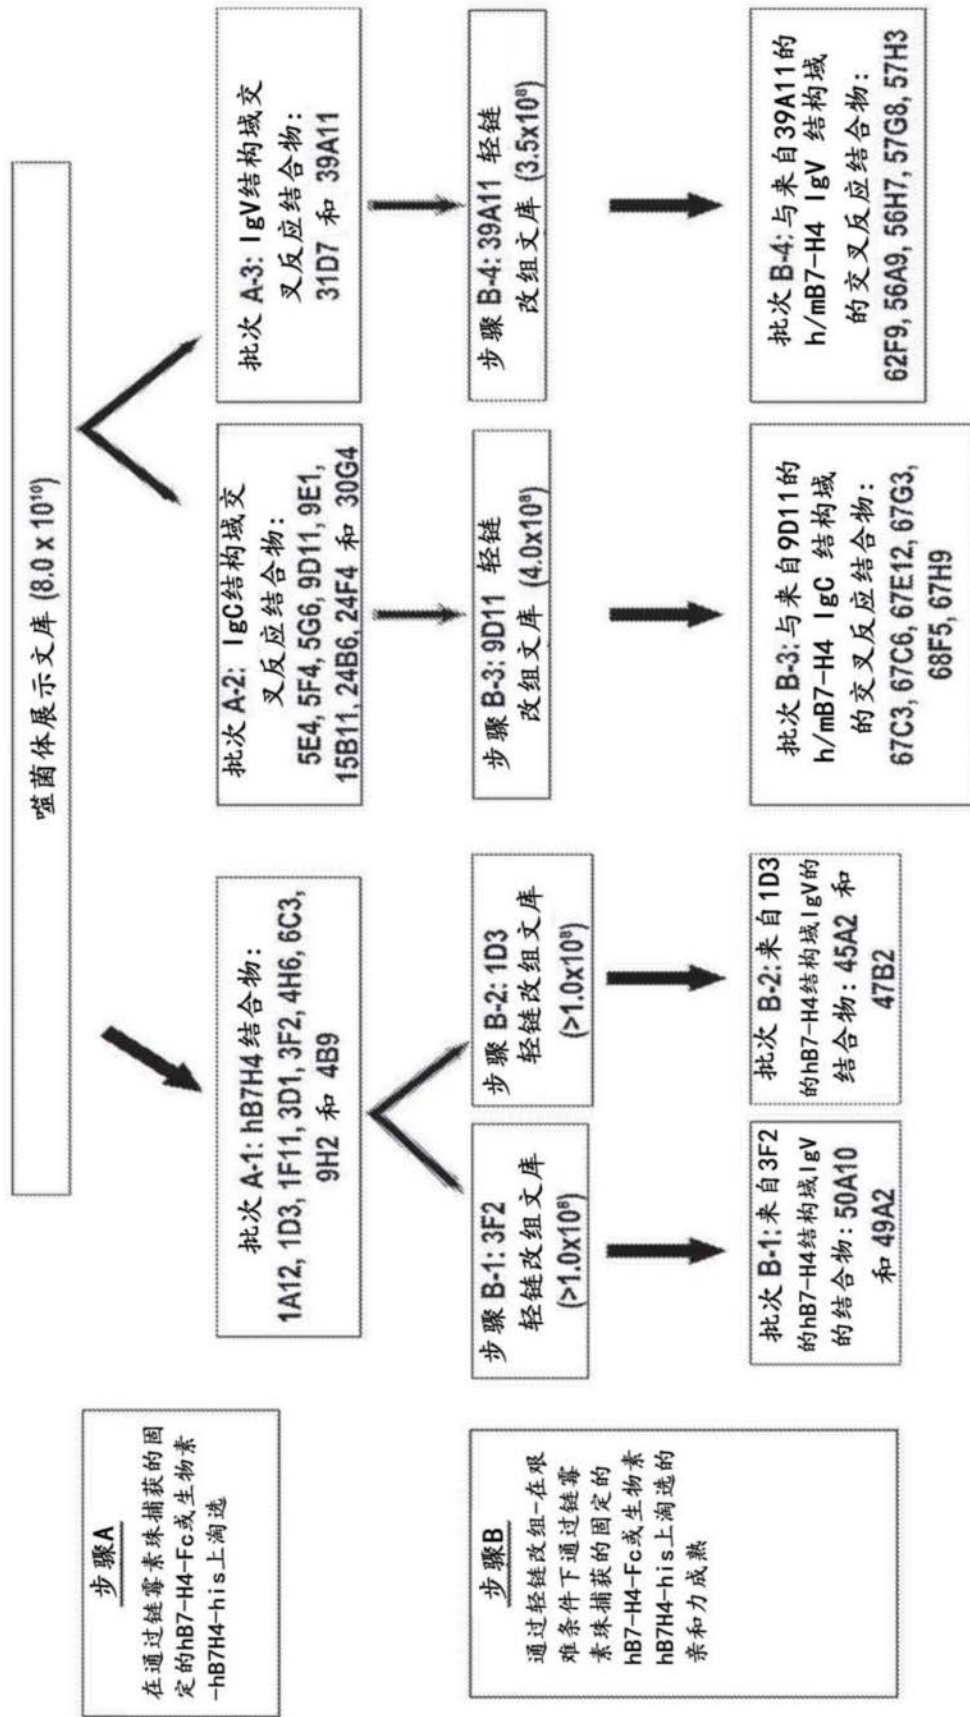 噬菌体展示文库 (8.0 x 10¹⁰)
步骤A
在通过链霉素珠捕获的固
定的hB7-H4-Fc或生物素
-hB7H4-his上淘选
批次 A-1: hB7H4 结合物:
1A12, 1D3, 1F11, 3D1, 3F2, 4H6, 6C3,
9H2 和 4B9
批次 A-2: IgC结构域交
叉反应结合物:
5E4, 5F4, 5G6, 9D11, 9E1,
15B11, 24B6, 24F4 和 30G4
批次 A-3: IgV结构域交
叉反应结合物:
31D7 和 39A11
步骤B
通过轻链改组-在艰
难条件下通过链霉
素珠捕获的固定的
hB7-H4-Fc或生物素
hB7H4-his上淘选的
亲和力成熟
步骤 B-1: 3F2
轻链改组文库
(>1.0x10⁸)
步骤 B-2: 1D3
轻链改组文库
(>1.0x10⁸)
步骤 B-3: 9D11 轻链
改组文库 (4.0x10⁸)
步骤 B-4: 39A11 轻链
改组文库 (3.5x10⁸)
批次 B-1: 来自3F2
的hB7-H4结构域IgV
的结合物: 50A10
和 49A2
批次 B-2: 来自1D3
的hB7-H4结构域IgV的
结合物: 45A2 和
47B2
批次 B-3: 与来自9D11的
h/mB7-H4 IgC 结构域
的交叉反应结合物:
67C3, 67C6, 67E12, 67G3,
68F5, 67H9
批次 B-4: 与来自39A11的
h/mB7-H4 IgV 结构域
的交叉反应结合物:
62F9, 56A9, 56H7, 57G8, 57H3